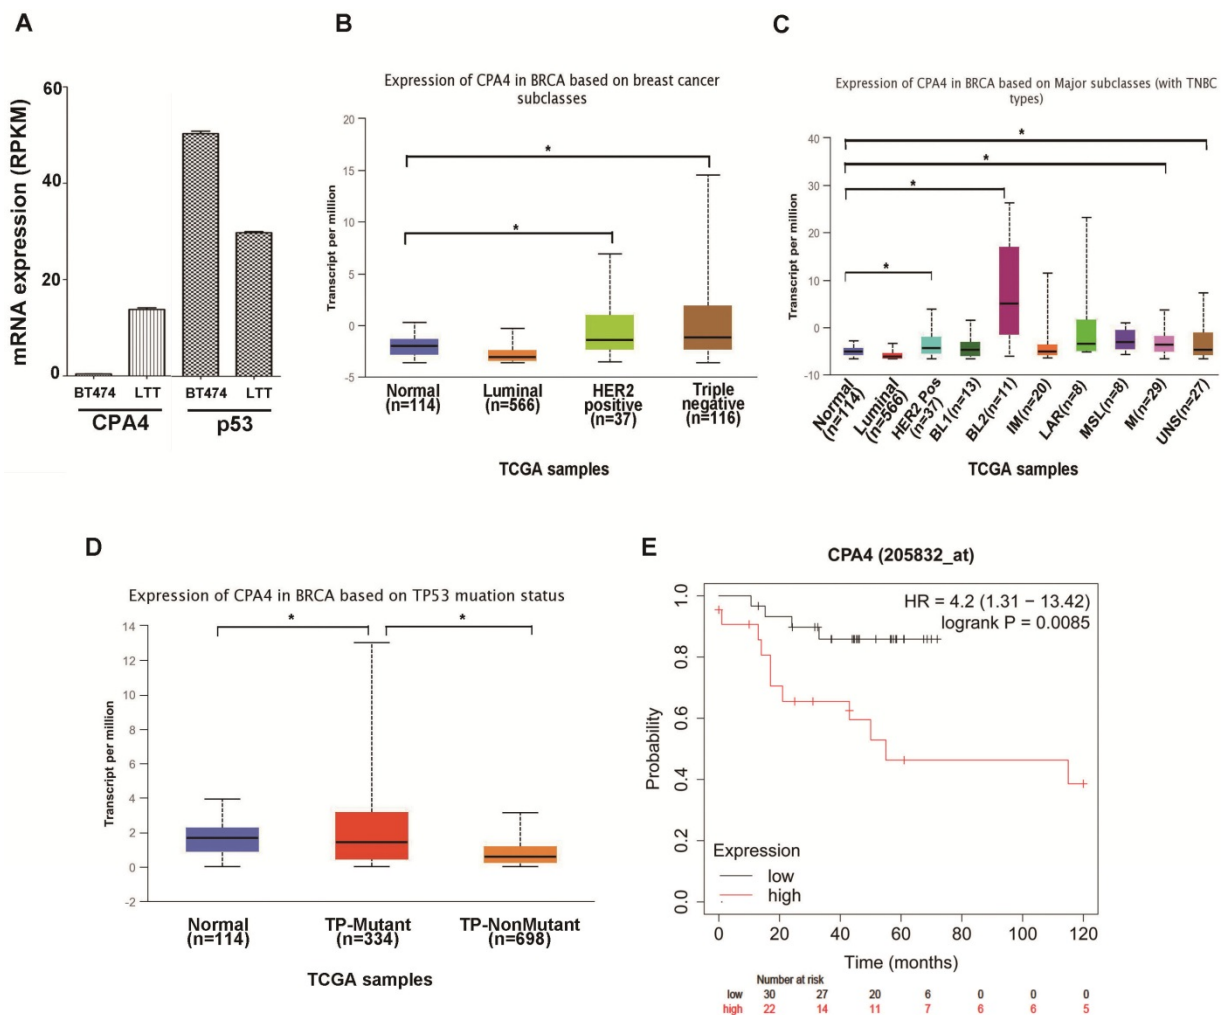 A
mRNA expression (RPKM)
60
40
20
0
BT474 LTT BT474 LTT
CPA4 p53
B
Expression of CPA4 in BRCA based on breast cancer
subclasses
Transcript per million
20
15
10
5
0
-5
*
*
Normal
(n=114)
Luminal
(n=566)
HER2
positive
(n=37)
Triple
negative
(n=116)
TCGA samples
C
Expression of CPA4 in BRCA based on Major subclasses (with TNBC
types)
Transcript per million
40
30
20
10
0
-10
*
*
*
*
Normal
(n=114)
Luminal
(n=566)
HER2 Pos
(n=37)
BL1(n=13)
BL2(n=11)
IM(n=20)
LAR(n=8)
MSL(n=8)
M(n=29)
UNS(n=27)
TCGA samples
D
Expression of CPA4 in BRCA based on TP53 muation status
Transcript per million
14
12
10
8
6
4
2
0
-2
* *
Normal
(n=114)
TP-Mutant
(n=334)
TP-NonMutant
(n=698)
TCGA samples
E
CPA4 (205832_at)
HR = 4.2 (1.31 − 13.42)
logrank P = 0.0085
Probability
1.0
0.8
0.6
0.4
0.2
0.0
Expression
low
high
0 20 40 60 80 100 120
Time (months)
Number at risk
low 30 27 20 6 0 0 0
high 22 14 11 7 6 6 5